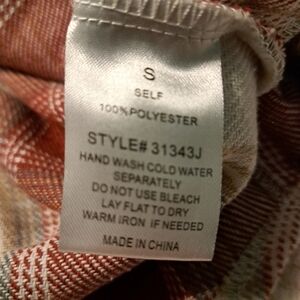 S
SELF
100%POLYESTER
STYLE# 31343J
HAND WASH COLD WATER
SEPARATELY
DO NOT USE BLEACH
LAY FLAT TO DRY
WARM IRON IF NEEDED
MADE IN CHINA